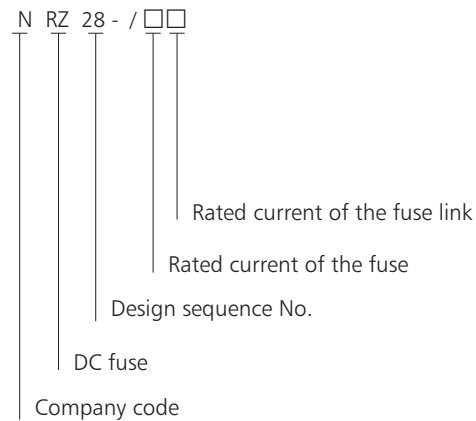 N RZ 28 - / □□
Rated current of the fuse link
Rated current of the fuse
Design sequence No.
DC fuse
Company code